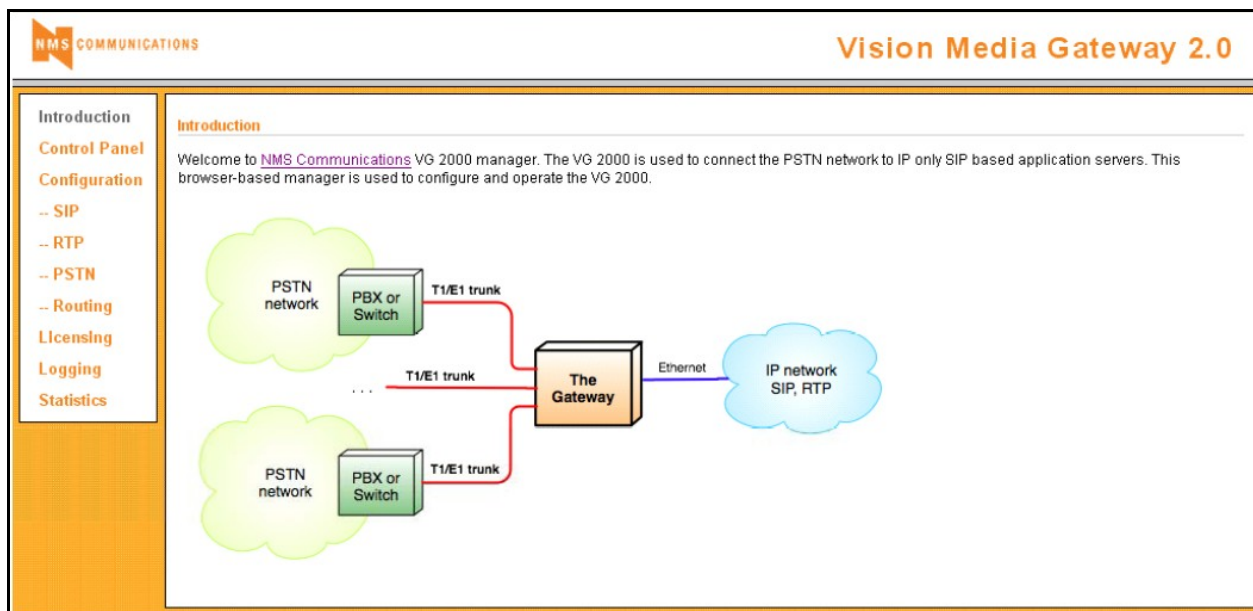 NMS COMMUNICATIONS
Vision Media Gateway 2.0
Introduction
Control Panel
Configuration
-- SIP
-- RTP
-- PSTN
-- Routing
Licensing
Logging
Statistics
Introduction
Welcome to NMS Communications VG 2000 manager. The VG 2000 is used to connect the PSTN network to IP only SIP based application servers. This
browser-based manager is used to configure and operate the VG 2000.
PSTN
network
PBX or
Switch
T1/E1 trunk
. . .
T1/E1 trunk
The
Gateway
Ethernet
IP network
SIP, RTP
PSTN
network
PBX or
Switch
T1/E1 trunk